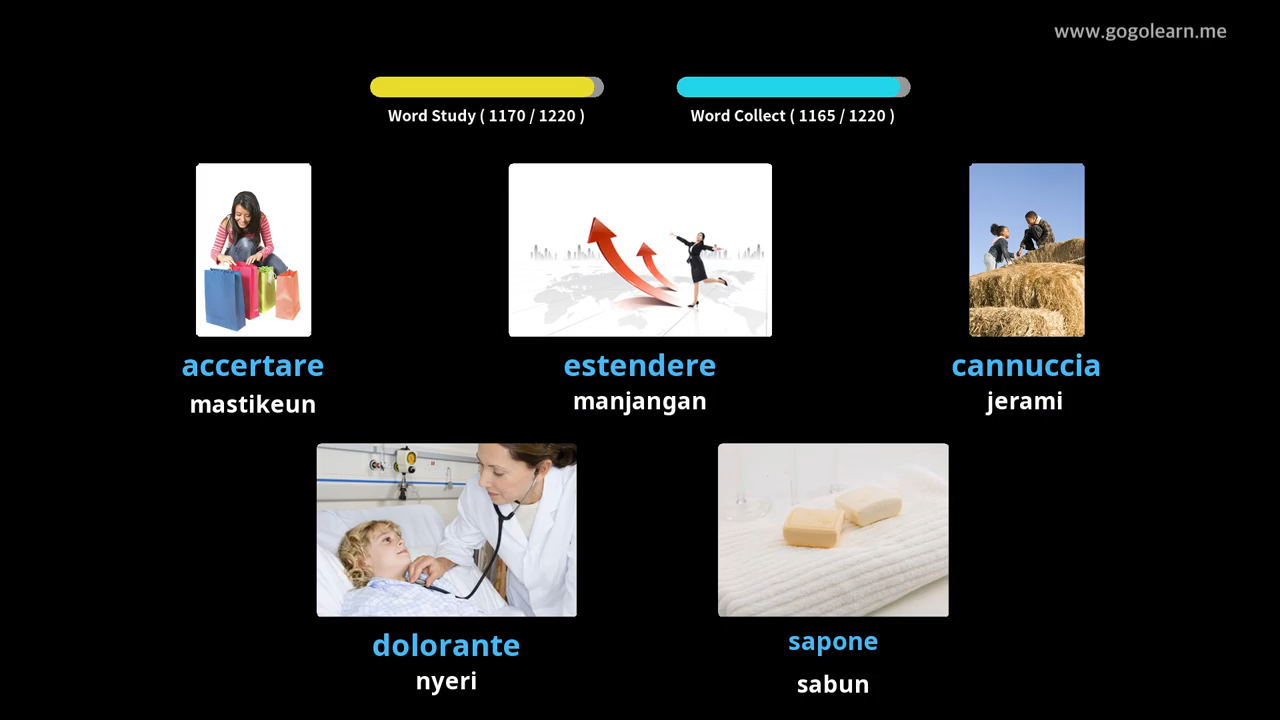 www.gogolearn.me
Word Study ( 1170 / 1220 )
Word Collect ( 1165 / 1220 )
accertare
mastikeun
estendere
manjangan
cannuccia
jerami
dolorante
nyeri
sapone
sabun